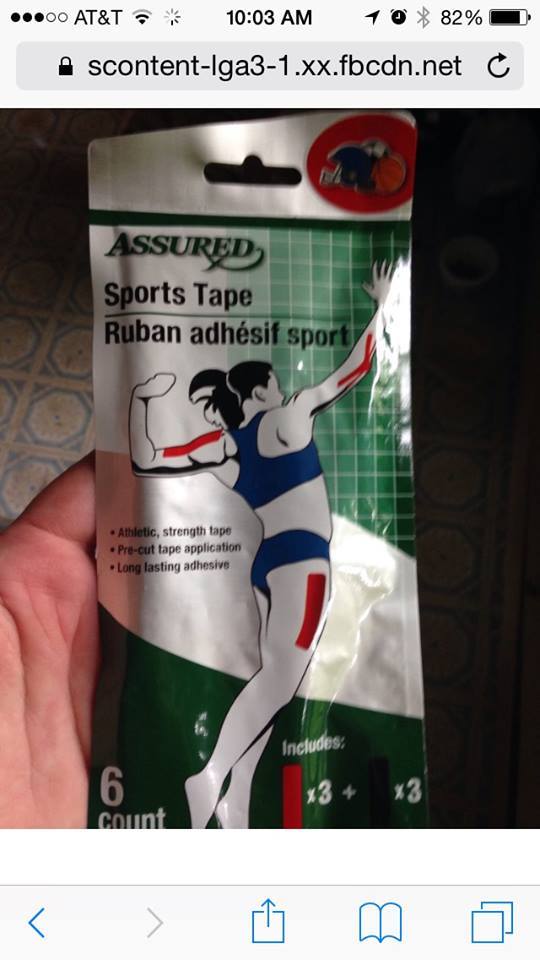 AT&T 10:03 AM 82%
scontent-lga3-1.xx.fbcdn.net
ASSURED
Sports Tape
Ruban adhésif sport
• Athletic, strength tape
• Pre-cut tape application
• Long lasting adhesive
Includes:
x3 + x3
6
count